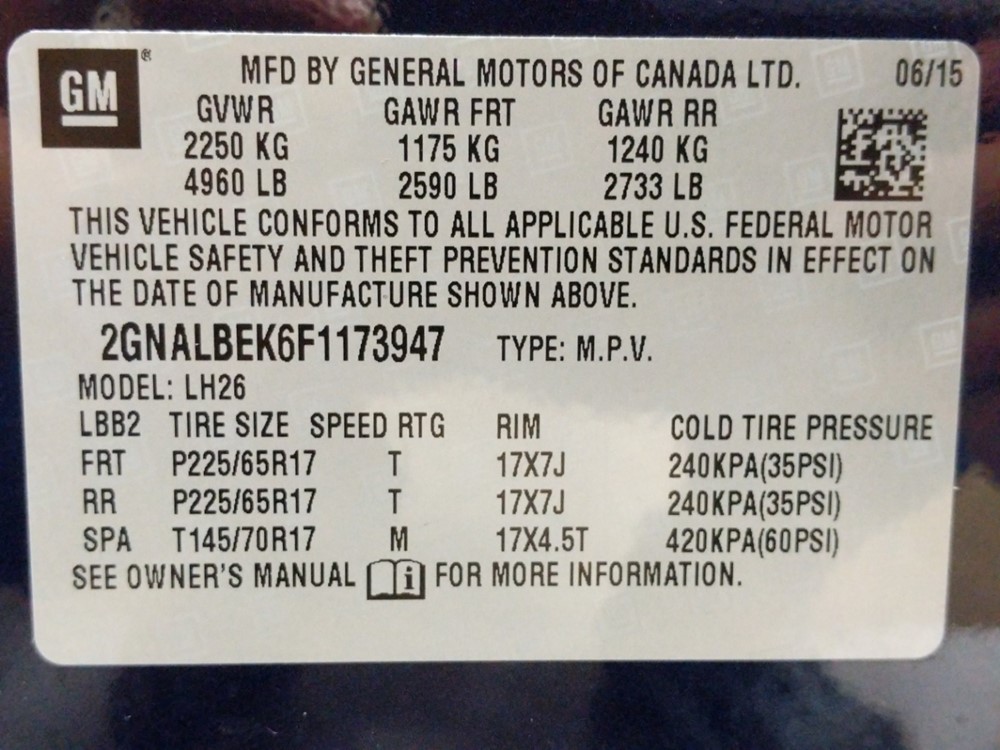 GM® MFD BY GENERAL MOTORS OF CANADA LTD. 06/15
GVWR GAWR FRT GAWR RR
2250 KG 1175 KG 1240 KG
4960 LB 2590 LB 2733 LB
THIS VEHICLE CONFORMS TO ALL APPLICABLE U.S. FEDERAL MOTOR
VEHICLE SAFETY AND THEFT PREVENTION STANDARDS IN EFFECT ON
THE DATE OF MANUFACTURE SHOWN ABOVE.
2GNALBEK6F1173947 TYPE: M.P.V.
MODEL: LH26
LBB2 TIRE SIZE SPEED RTG RIM COLD TIRE PRESSURE
FRT P225/65R17 T 17X7J 240KPA(35PSI)
RR P225/65R17 T 17X7J 240KPA(35PSI)
SPA T145/70R17 M 17X4.5T 420KPA(60PSI)
SEE OWNER'S MANUAL i FOR MORE INFORMATION.